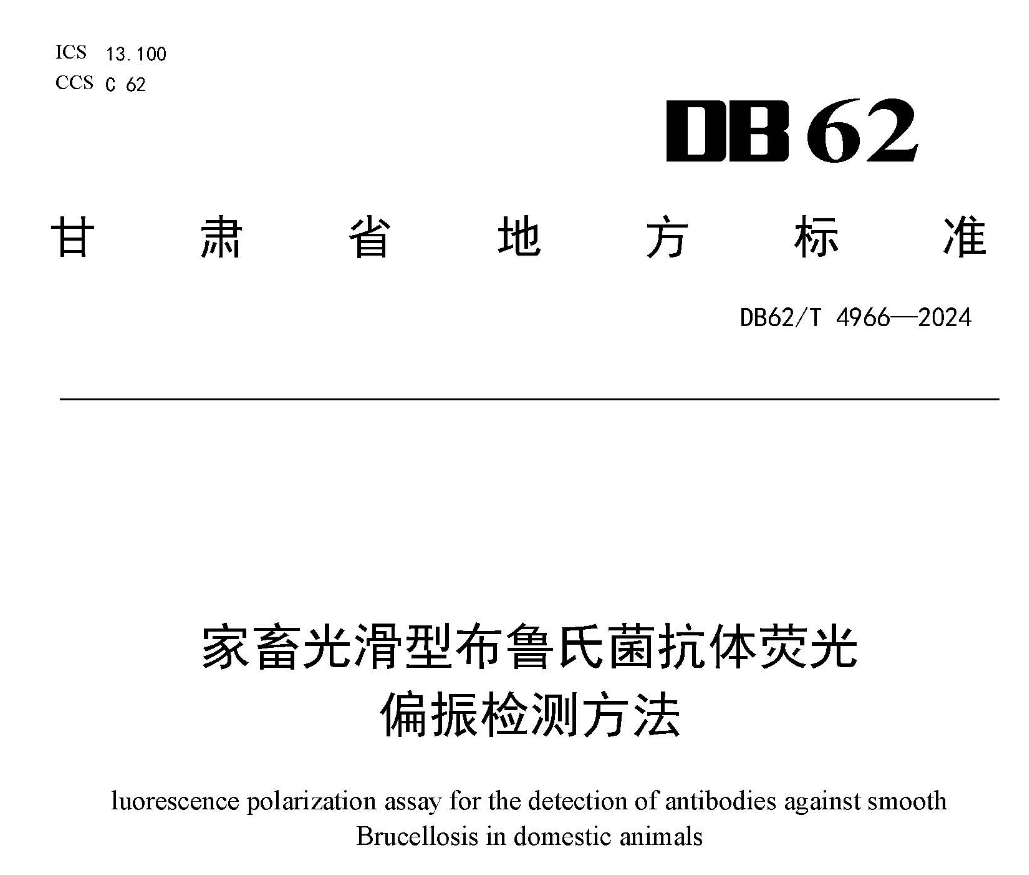 ICS 13.100
CCS C 62
DB62
甘肃省地方标准
DB62/T 4966—2024
家畜光滑型布鲁氏菌抗体荧光
偏振检测方法
luorescence polarization assay for the detection of antibodies against smooth
Brucellosis in domestic animals